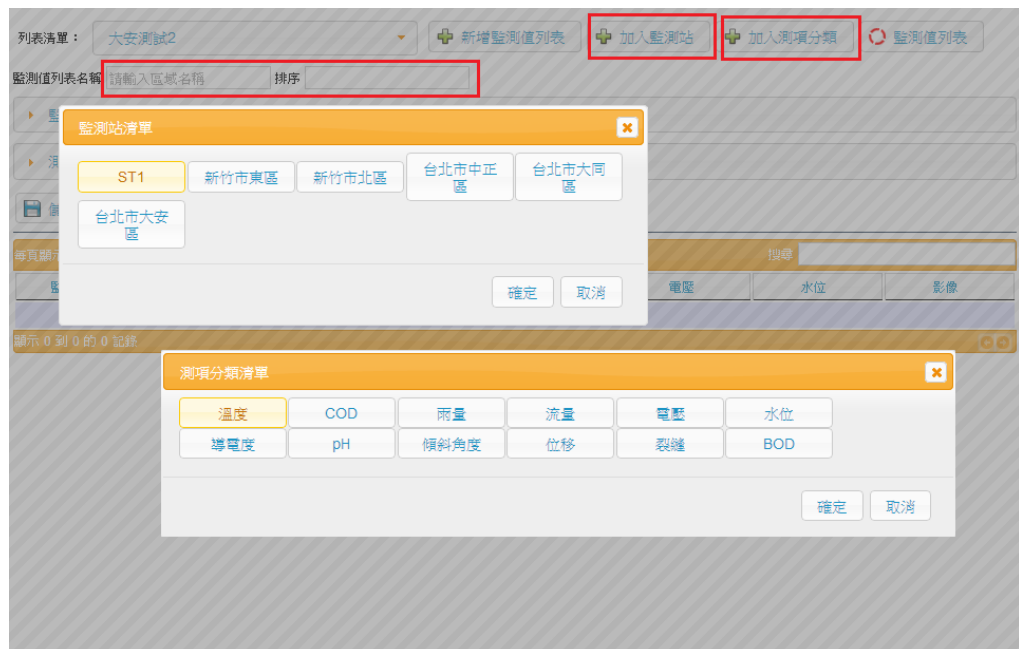 列表清單： 大安測試2 新增監測值列表 加入監測站 加入測項分類 監測值列表
監測值列表名稱 請輸入區域名稱 排序
監測站清單
ST1 新竹市東區 新竹市北區 台北市中正區 台北市大同區
台北市大安區
確定 取消
每頁顯示 搜尋
電壓 水位 影像
顯示 0 到 0 的 0 記錄
測項分類清單
溫度 COD 雨量 流量 電壓 水位
導電度 pH 傾斜角度 位移 裂縫 BOD
確定 取消